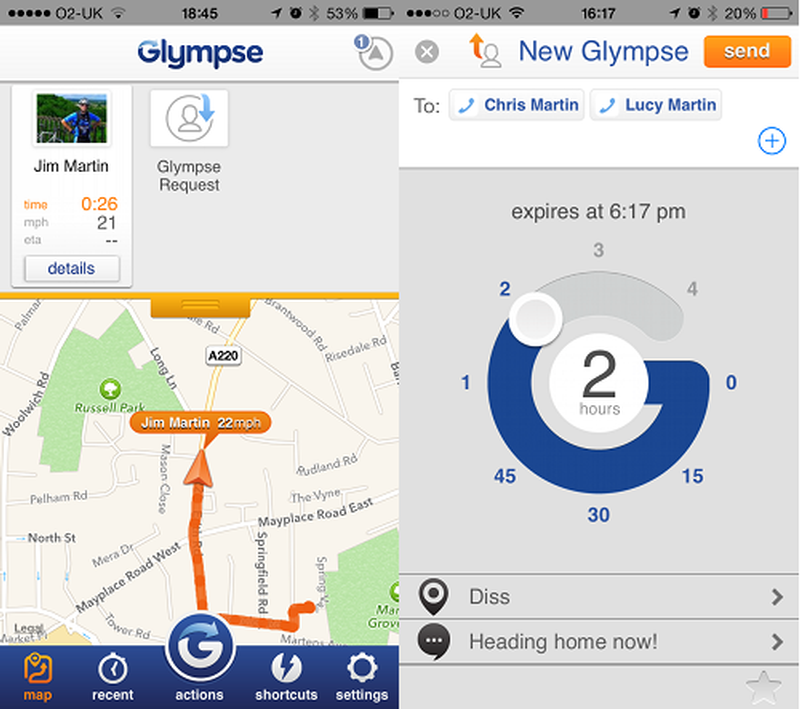 O2-UK 18:45 53%
Glympse
1
Jim Martin
time 0:26
mph 21
eta --
details
Glympse
Request
Palmar
Brantwood Rd
Risedale Rd
Long Ln
A220
Woolwich Rd
Russell Park
Jim Martin 22mph
Mason Close
Rudland Rd
Pelham Rd
The Vyne
Mayplace Road East
North St
Mera Dr
Mayplace Road West
Springfield Rd
Tower Rd
Legal
Market Pl
Martens
Mar
Grove
map
recent
actions
shortcuts
settings
O2-UK 16:17 20%
New Glympse
send
To: Chris Martin Lucy Martin
expires at 6:17 pm
3
2 4
1 0
2
hours
45 15
30
Diss
Heading home now!